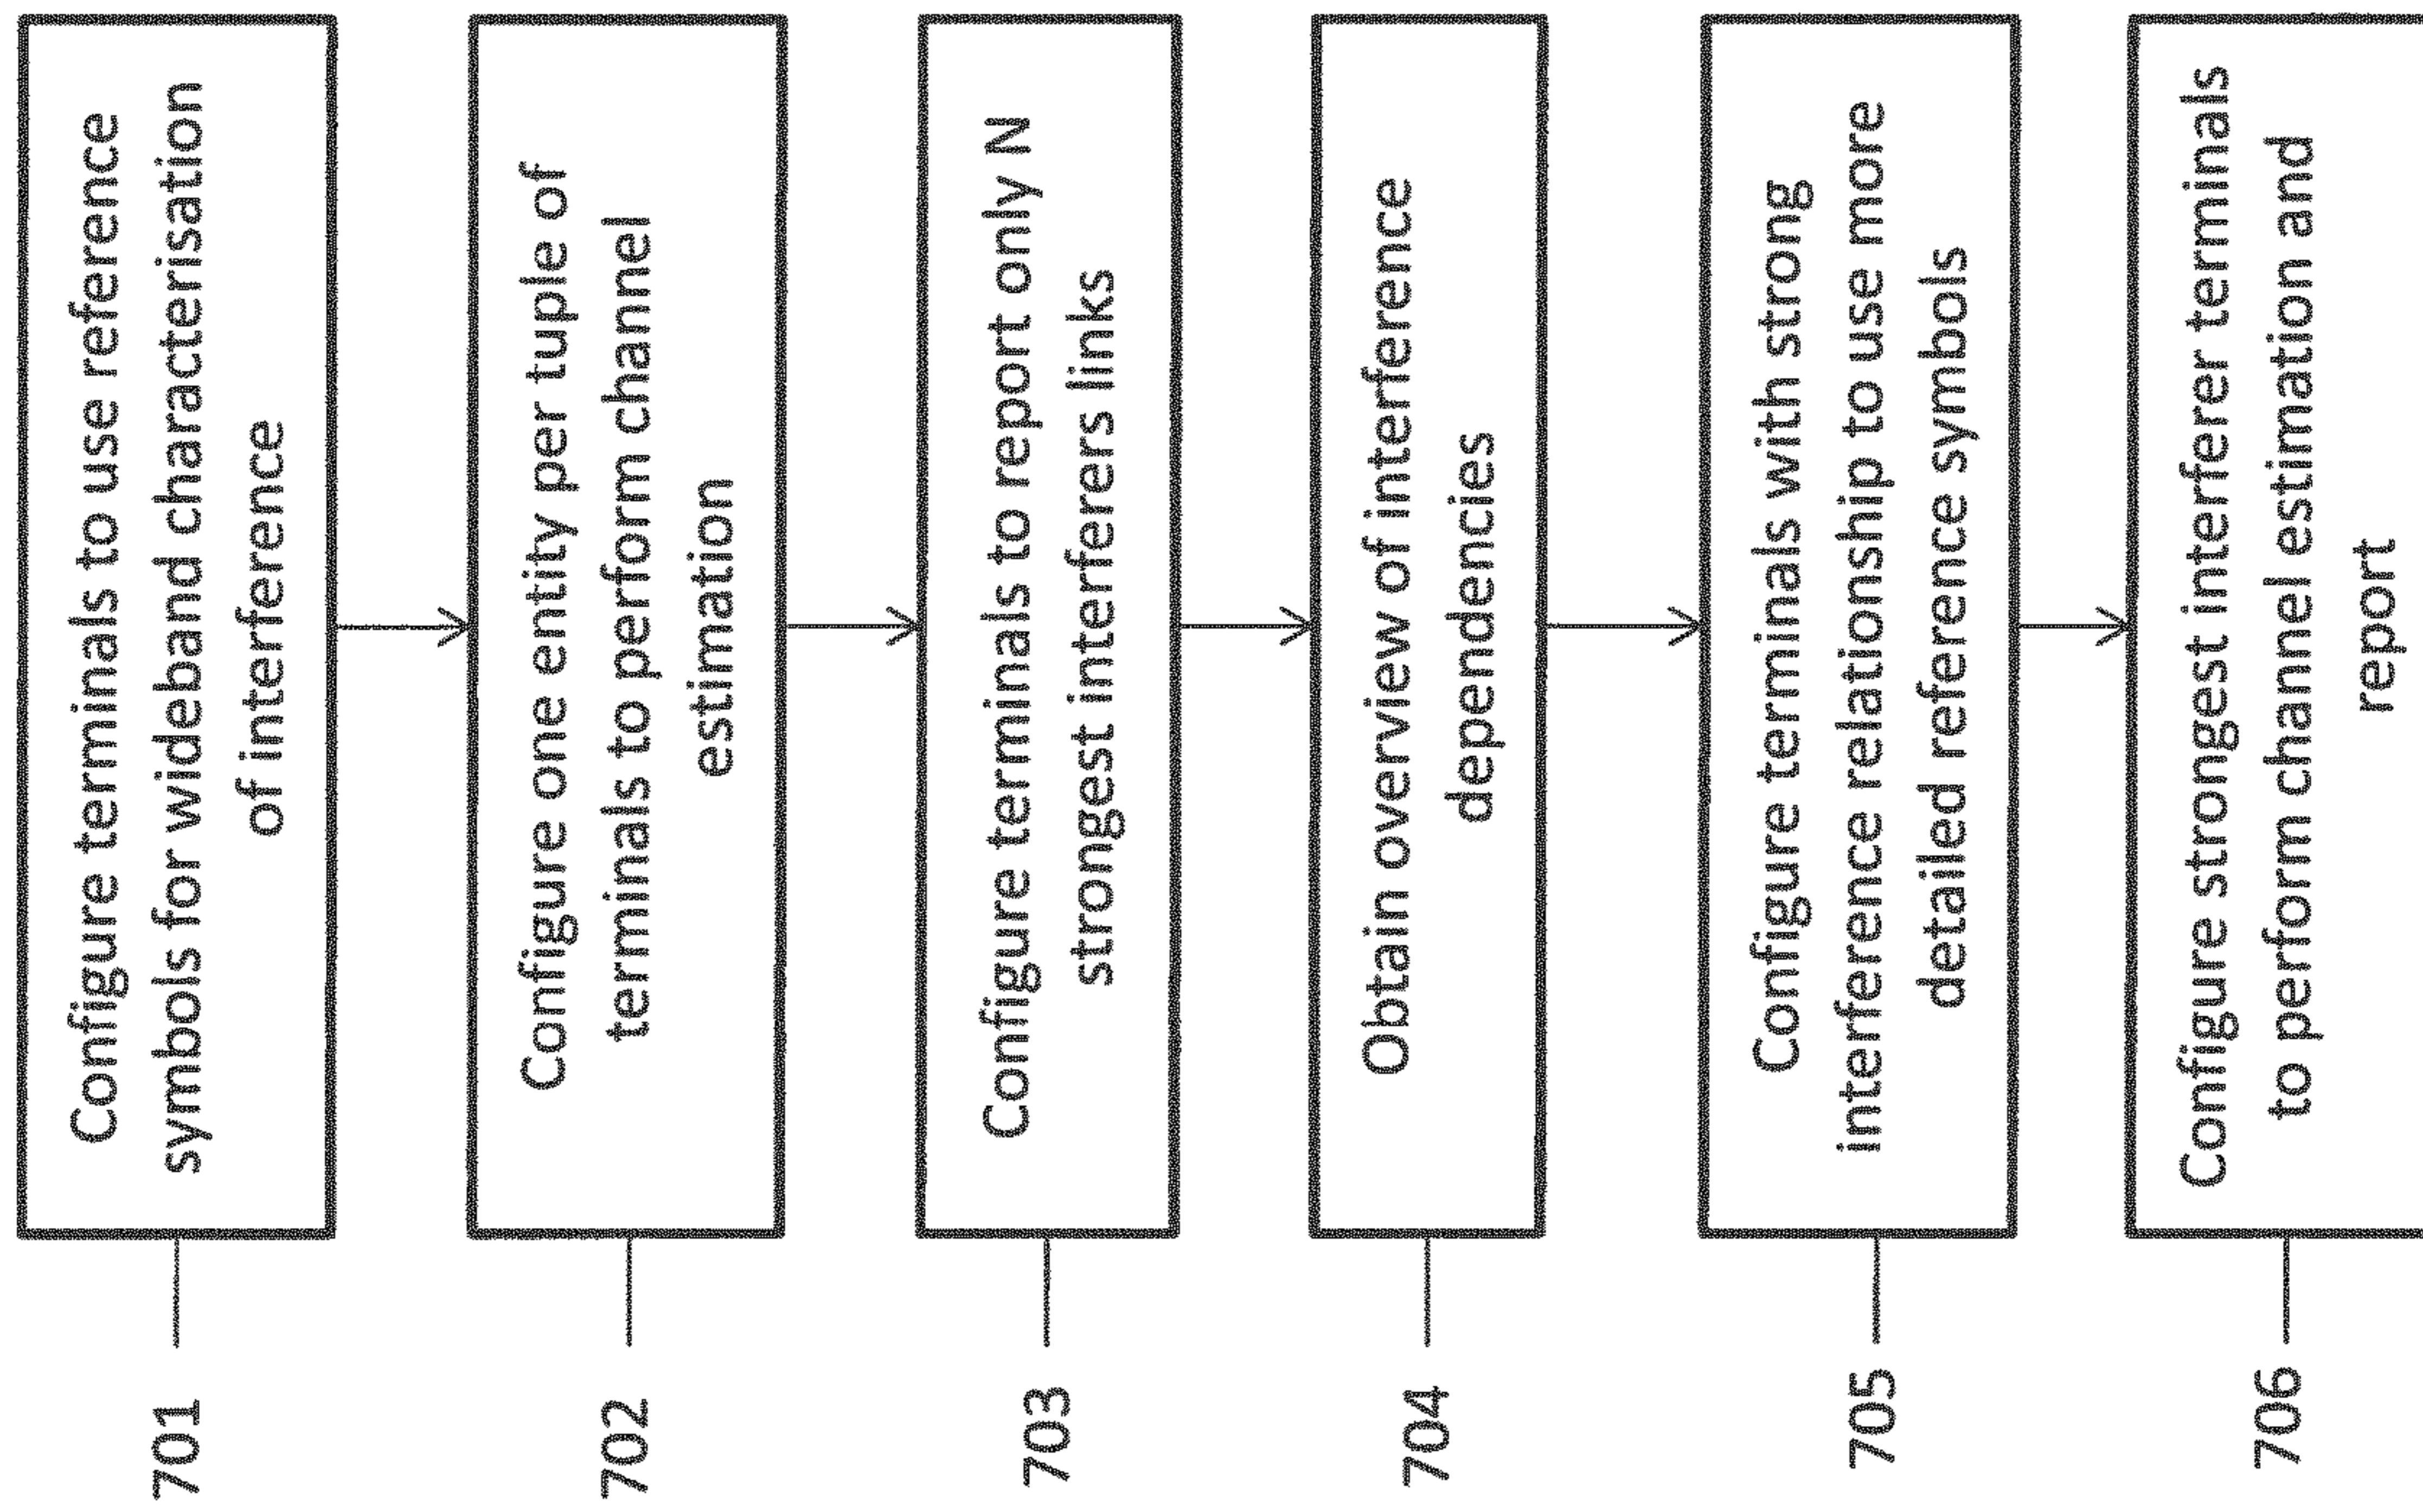 701
Configure terminals to use reference
symbols for wideband characterisation
of interference
702
Configure one entity per tuple of
terminals to perform channel
estimation
703
Configure terminals to report only N
strongest interferers links
704
Obtain overview of interference
dependencies
705
Configure terminals with strong
interference relationship to use more
detailed reference symbols
706
Configure strongest interferer terminals
to perform channel estimation and
report